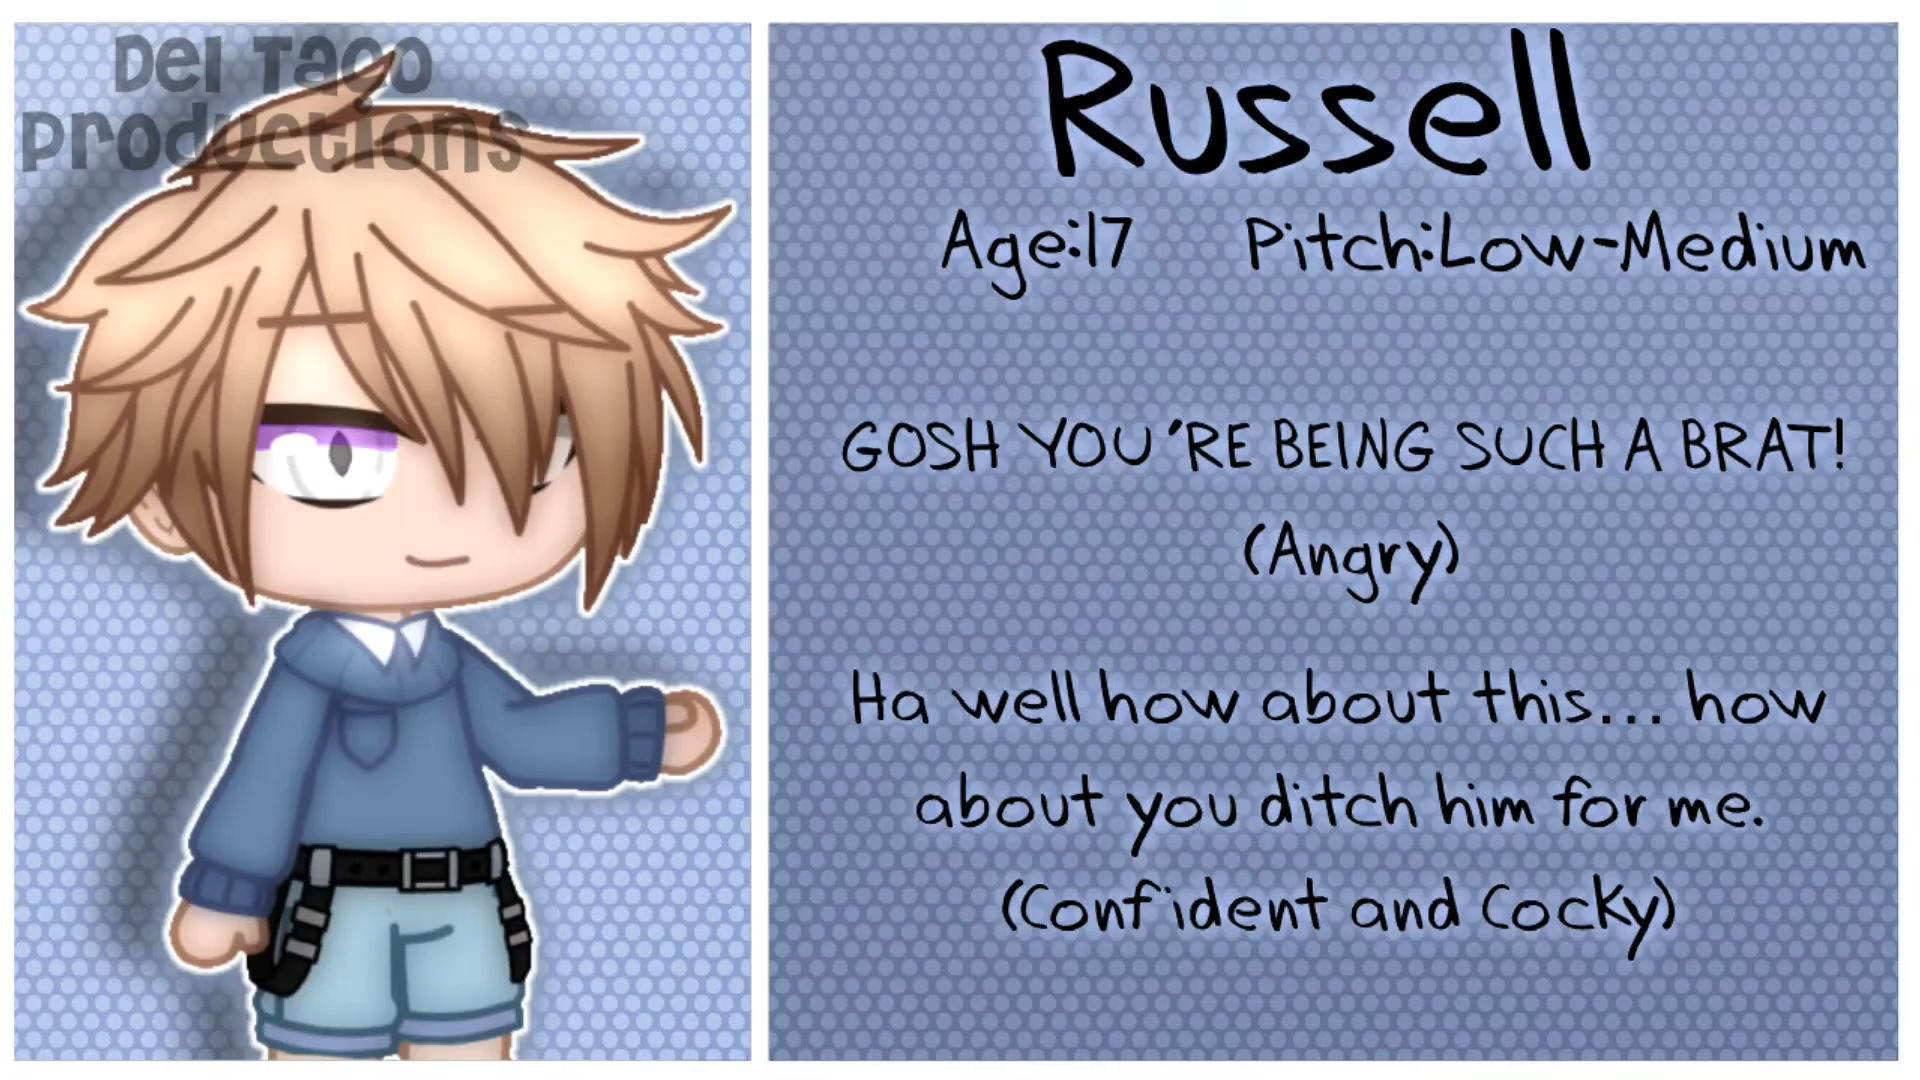 Del Taco
Productions
Russell
Age:17 Pitch:Low-Medium
GOSH YOU'RE BEING SUCH A BRAT!
(Angry)
Ha well how about this... how
about you ditch him for me.
(Confident and Cocky)